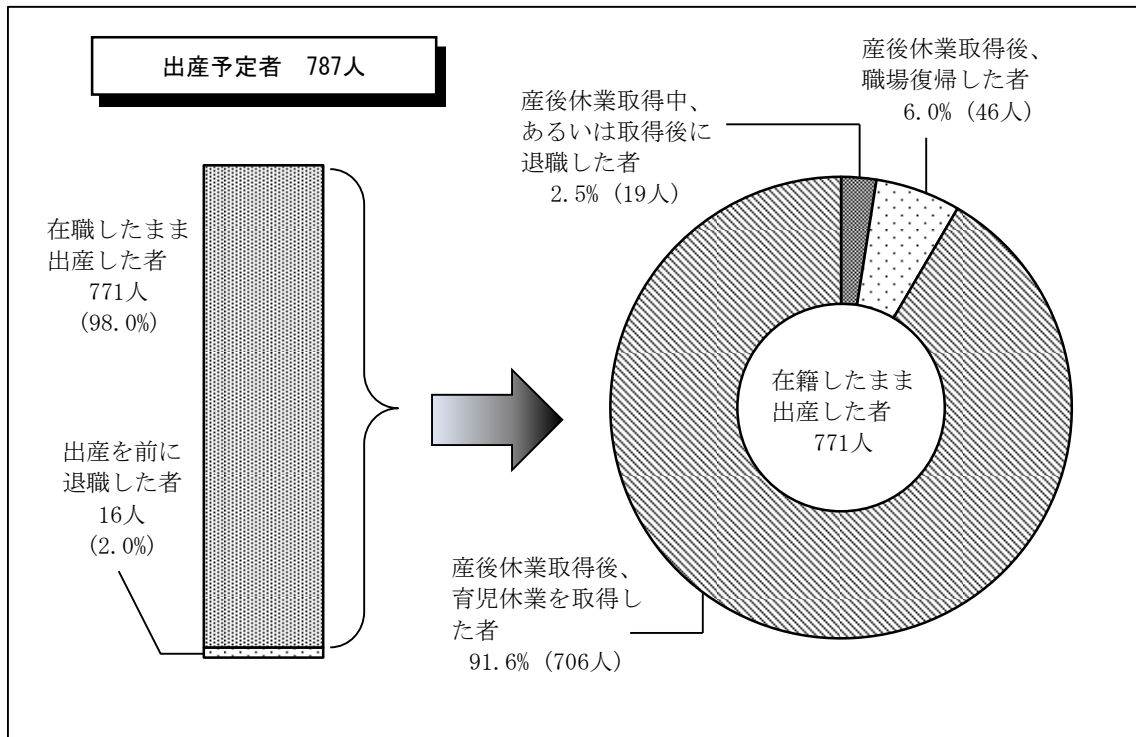 出産予定者　787人
在職したまま
出産した者
771人
(98.0%)
出産を前に
退職した者
16人
(2.0%)
産後休業取得中、
あるいは取得後に
退職した者
2.5% (19人)
産後休業取得後、
職場復帰した者
6.0% (46人)
在籍したまま
出産した者
771人
産後休業取得後、
育児休業を取得し
た者
91.6% (706人)